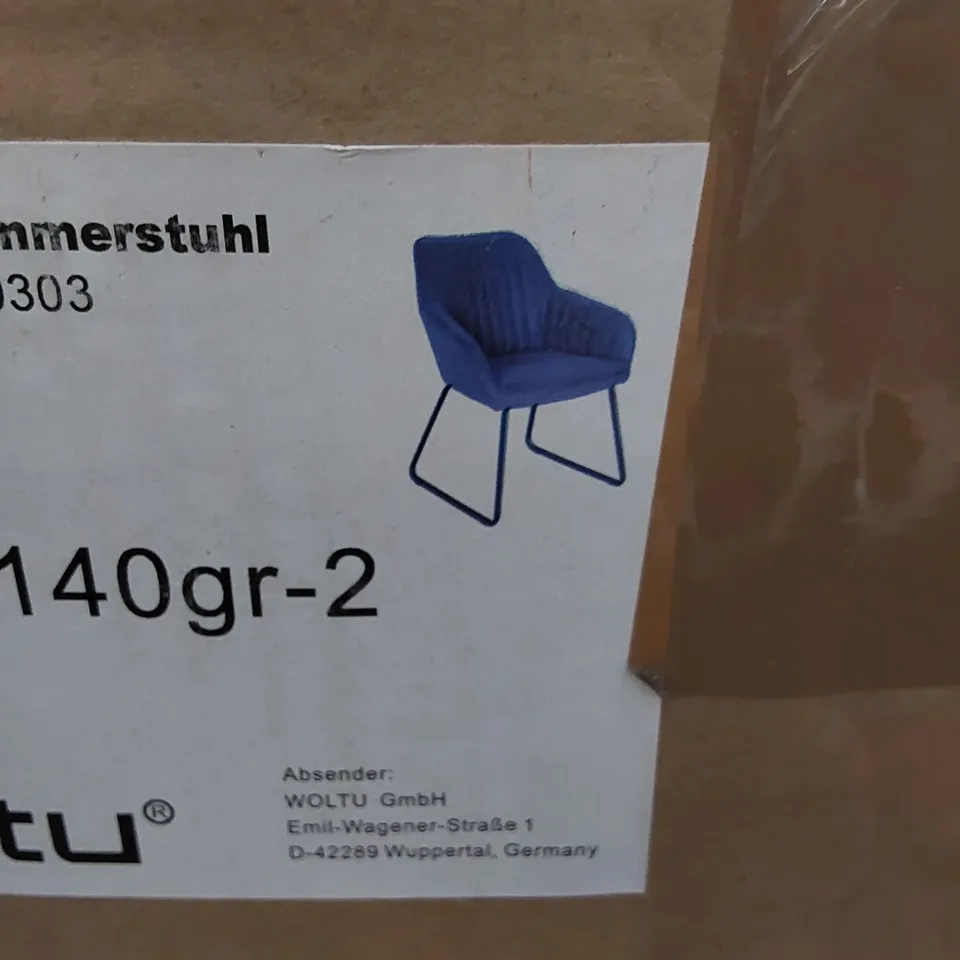 mmerstuhl
0303
140gr-2
tu®
Absender:
WOLTU GmbH
Emil-Wagener-Straße 1
D-42289 Wuppertal, Germany